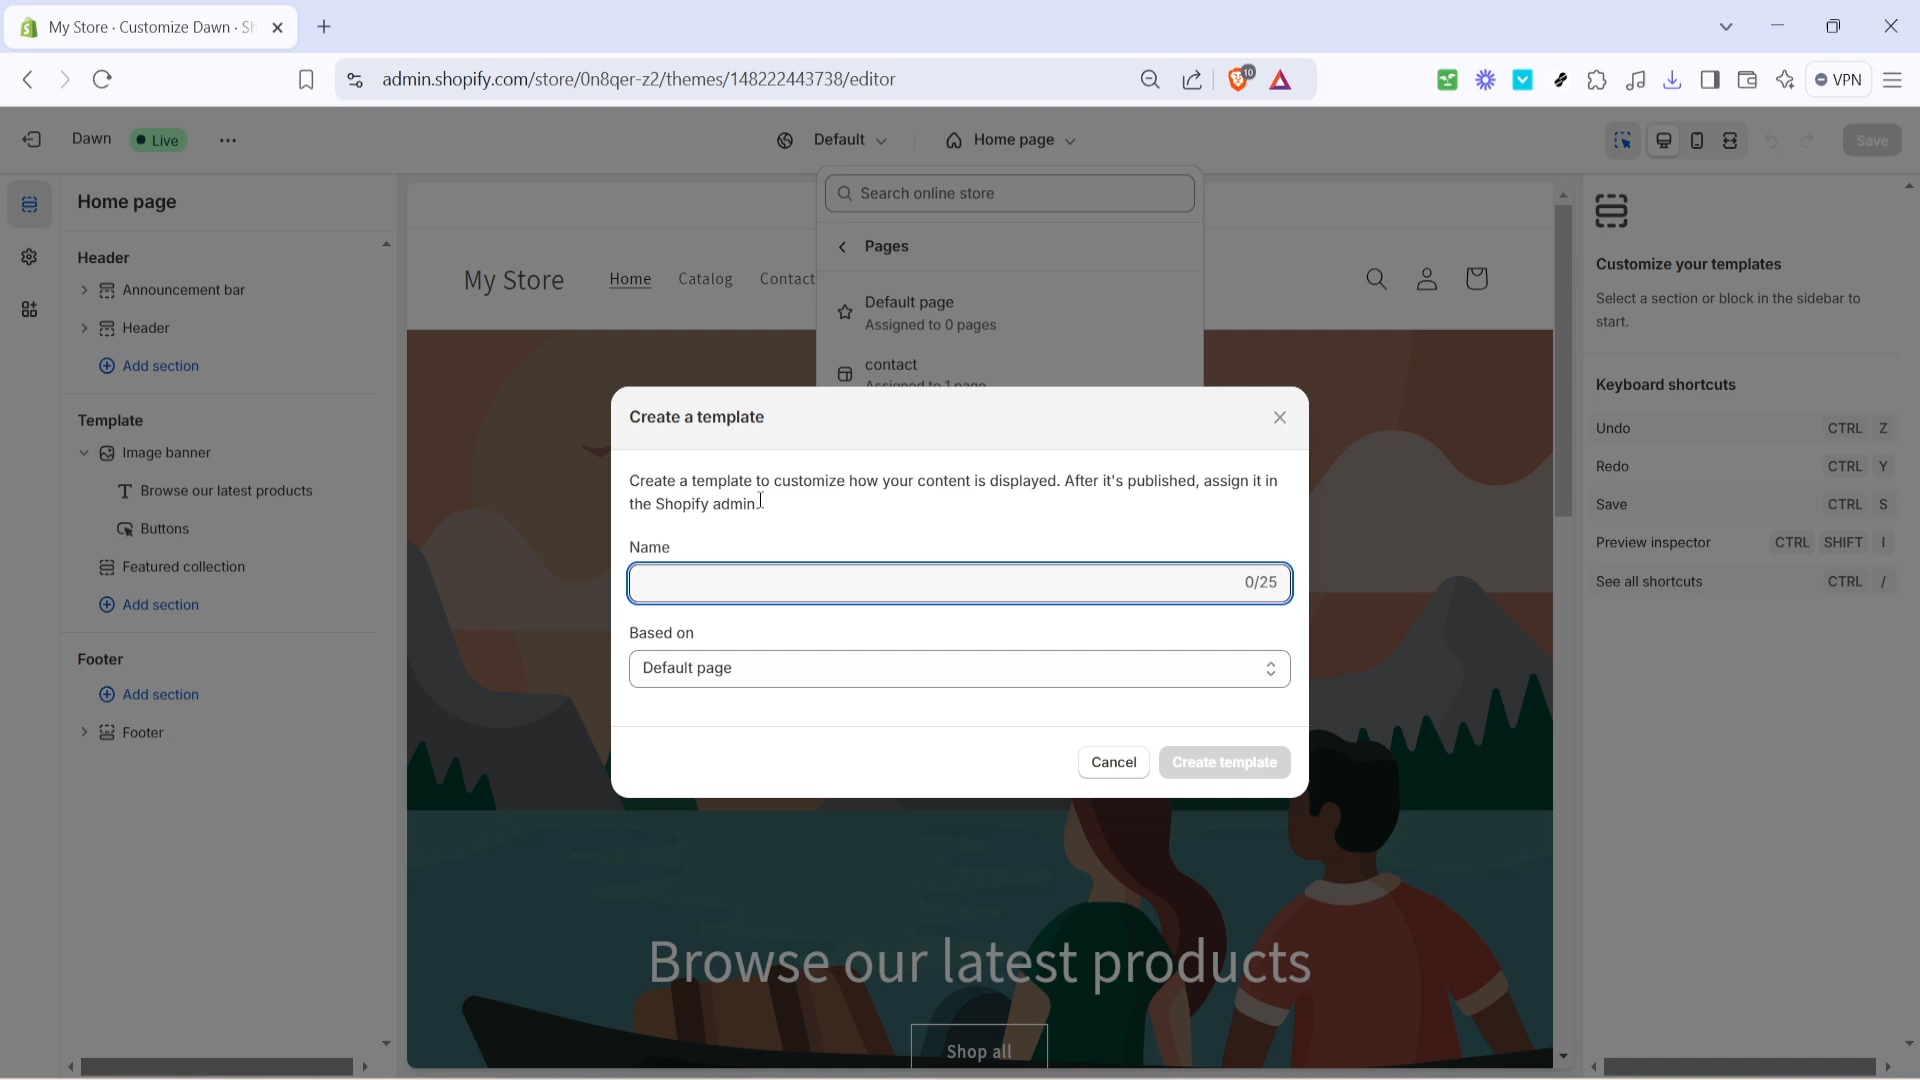 My Store · Customize Dawn · Sh
admin.shopify.com/store/0n8qer-z2/themes/148222443738/editor
10
VPN
Dawn
Live
Default
Home page
Save
Home page
Header
Announcement bar
Header
Add section
Template
Image banner
Browse our latest products
Buttons
Featured collection
Add section
Footer
Add section
Footer
My Store
Home
Catalog
Contact
Search online store
Pages
Default page
Assigned to 0 pages
contact
Assigned to 1 page
Create a template
Create a template to customize how your content is displayed. After it's published, assign it in
the Shopify admin.
Name
0/25
Based on
Default page
Cancel
Create template
Browse our latest products
Shop all
Customize your templates
Select a section or block in the sidebar to
start.
Keyboard shortcuts
Undo CTRL Z
Redo CTRL Y
Save CTRL S
Preview inspector CTRL SHIFT I
See all shortcuts CTRL /